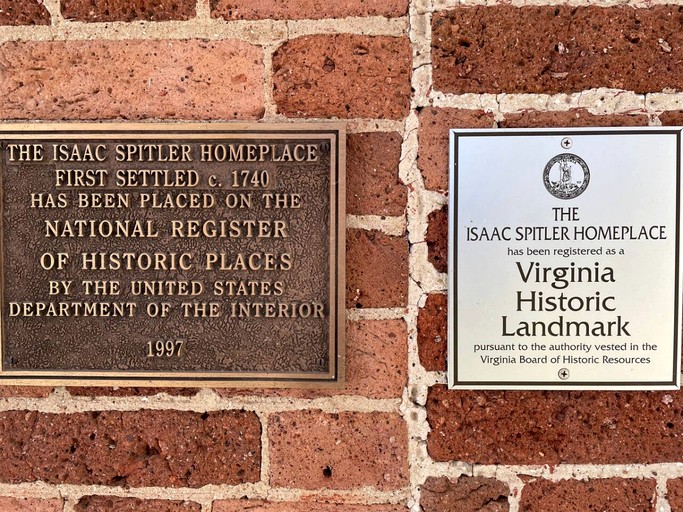 THE ISAAC SPITLER HOMEPLACE
FIRST SETTLED c. 1740
HAS BEEN PLACED ON THE
NATIONAL REGISTER
OF HISTORIC PLACES
BY THE UNITED STATES
DEPARTMENT OF THE INTERIOR
1997
THE
ISAAC SPITLER HOMEPLACE
has been registered as a
Virginia
Historic
Landmark
pursuant to the authority vested in the
Virginia Board of Historic Resources